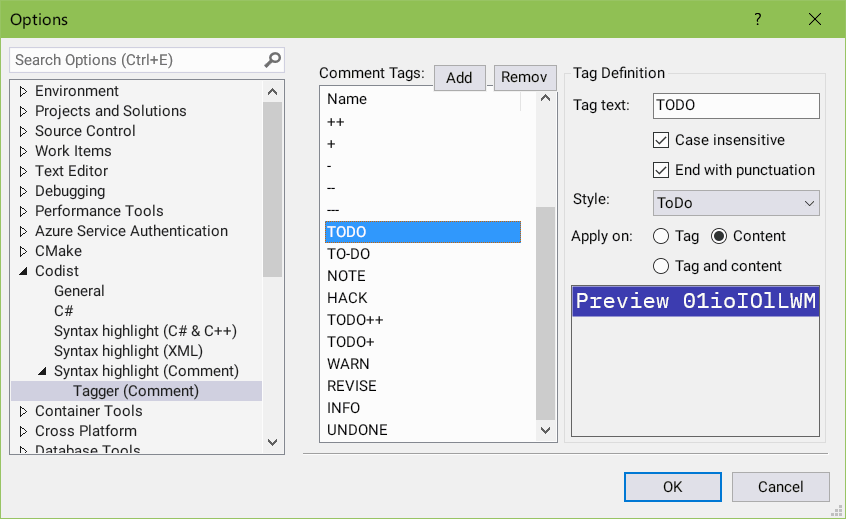 Options
Search Options (Ctrl+E)
Environment
Projects and Solutions
Source Control
Work Items
Text Editor
Debugging
Performance Tools
Azure Service Authentication
CMake
Codist
General
C#
Syntax highlight (C# & C++)
Syntax highlight (XML)
Syntax highlight (Comment)
Tagger (Comment)
Container Tools
Cross Platform
Database Tools
Comment Tags:
Add
Remov
Name
++
+
-
--
---
TODO
TO-DO
NOTE
HACK
TODO++
TODO+
WARN
REVISE
INFO
UNDONE
Tag Definition
Tag text: TODO
Case insensitive
End with punctuation
Style: ToDo
Apply on: Tag Content
Tag and content
Preview 01ioIOlLWM
OK
Cancel